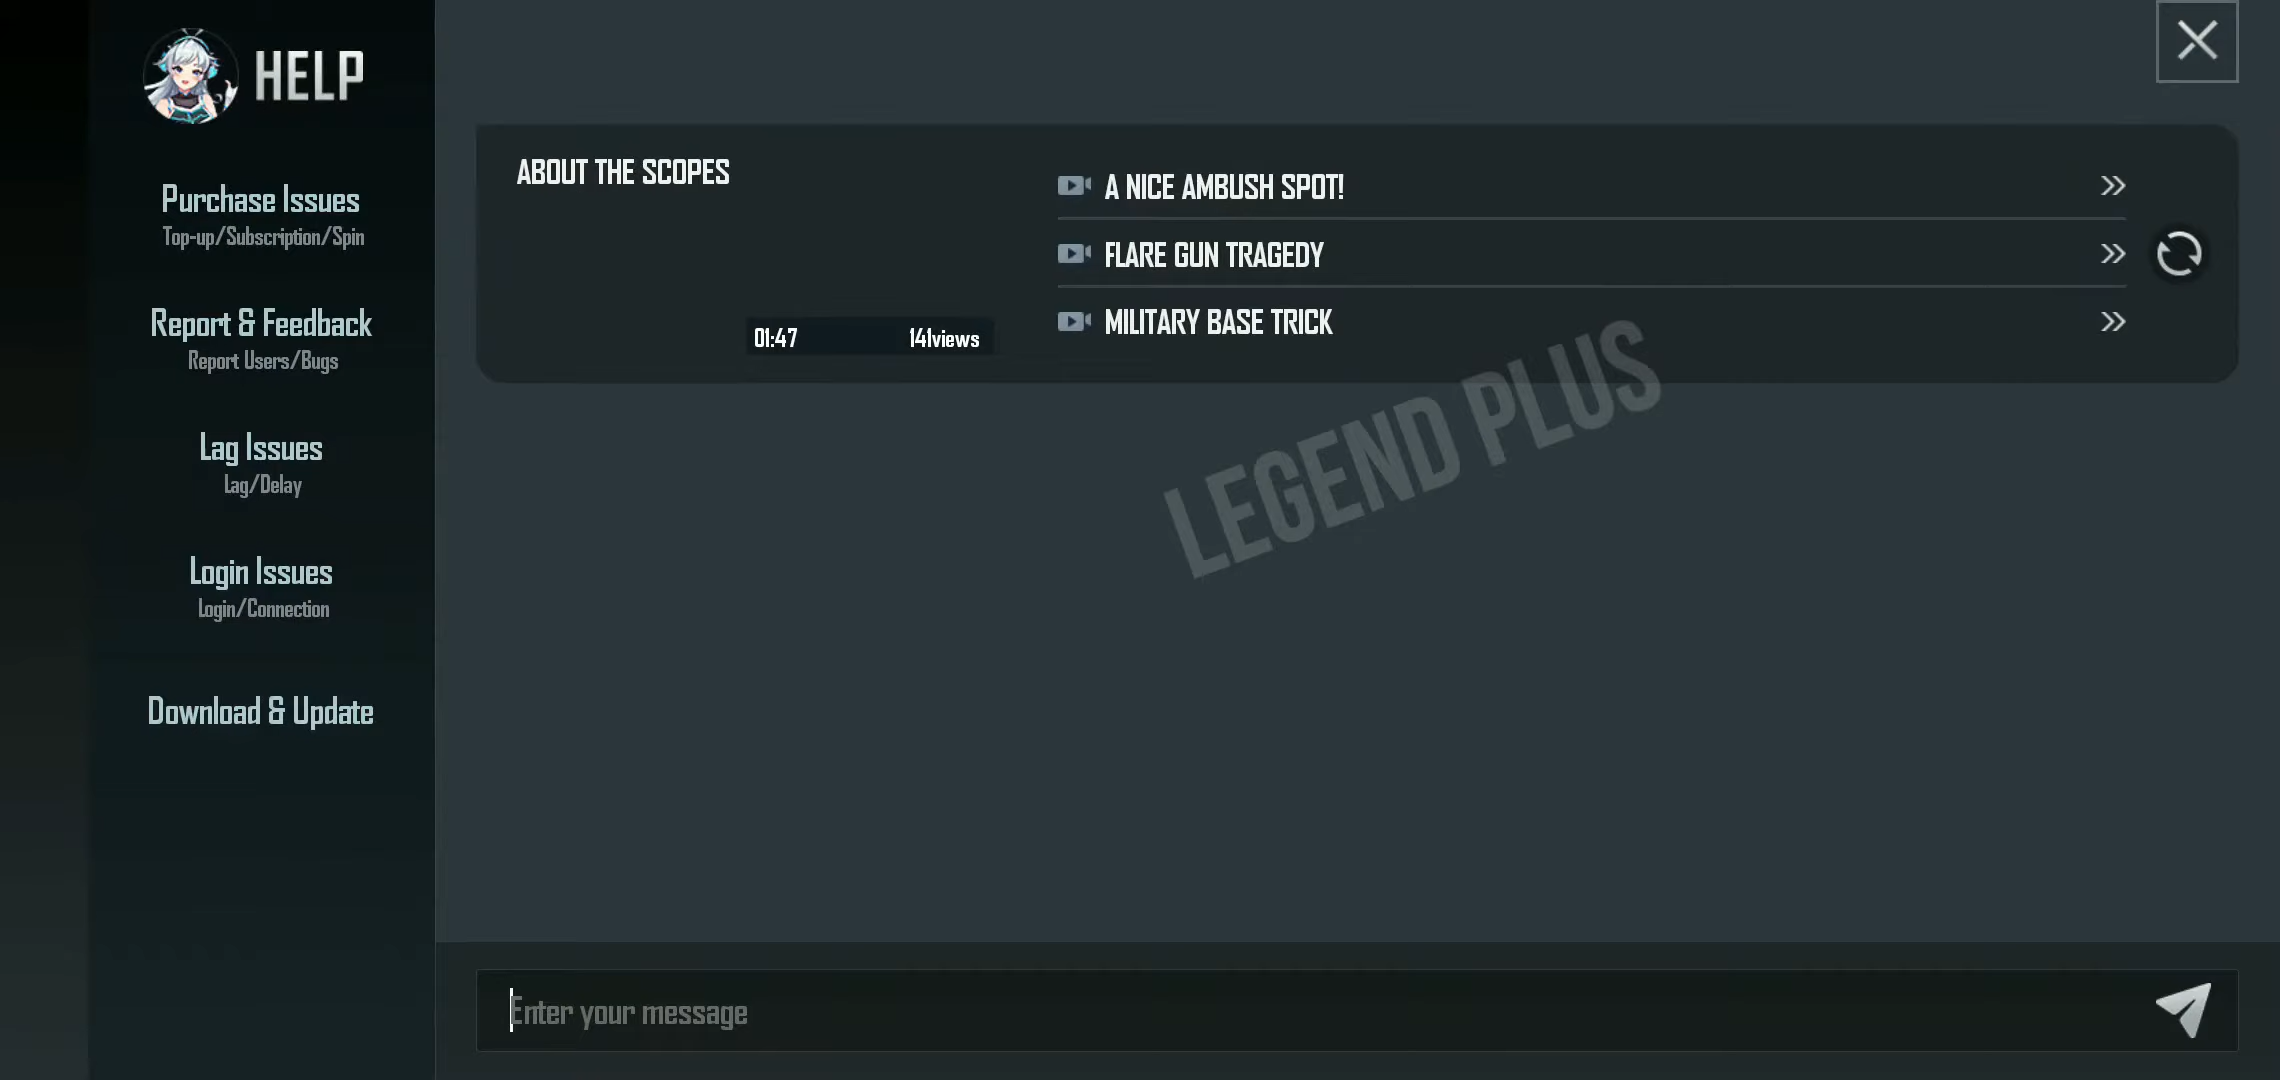 HELP
Purchase Issues
Top-up/Subscription/Spin
Report & Feedback
Report Users/Bugs
Lag Issues
Lag/Delay
Login Issues
Login/Connection
Download & Update
ABOUT THE SCOPES
01:47 141views
A NICE AMBUSH SPOT!
FLARE GUN TRAGEDY
MILITARY BASE TRICK
LEGEND PLUS
Enter your message